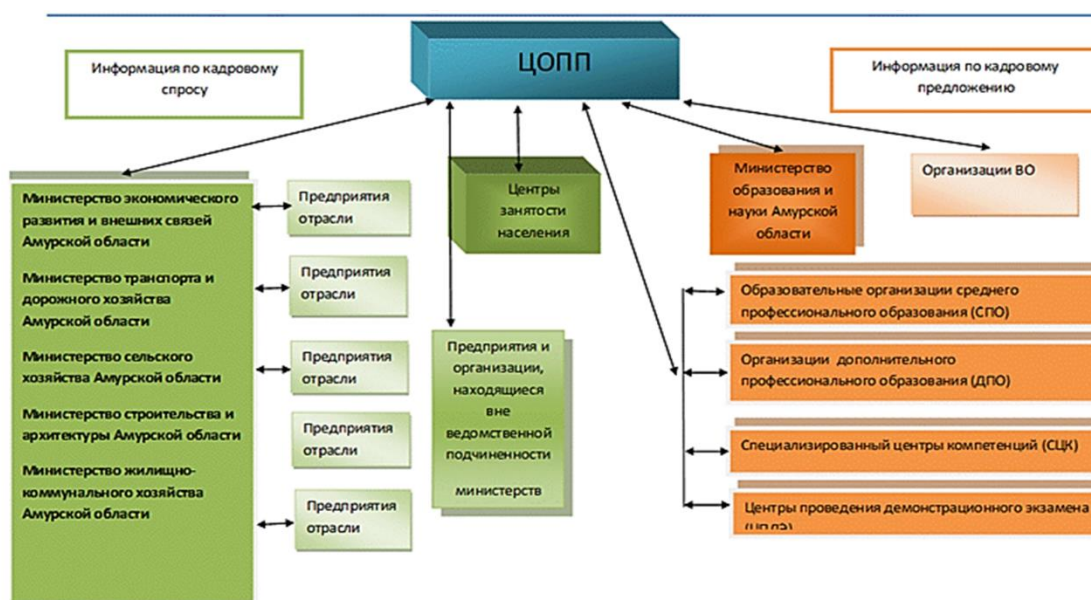 ЦОПП
Информация по кадровому
спросу
Информация по кадровому
предложению
Министерство экономического
развития и внешних связей
Амурской области
Министерство транспорта и
дорожного хозяйства
Амурской области
Министерство сельского
хозяйства Амурской области
Министерство строительства и
архитектуры Амурской области
Министерство жилищно-
коммунального хозяйства
Амурской области
Предприятия
отрасли
Предприятия
отрасли
Предприятия
отрасли
Предприятия
отрасли
Предприятия
отрасли
Центры
занятости
населения
Предприятия и
организации,
находящиеся
вне
ведомственной
подчиненности
министерств
Министерство
образования и
науки Амурской
области
Организации ВО
Образовательные организации среднего
профессионального образования (СПО)
Организации дополнительного
профессионального образования (ДПО)
Специализированный центры компетенций (СЦК)
Центры проведения демонстрационного экзамена